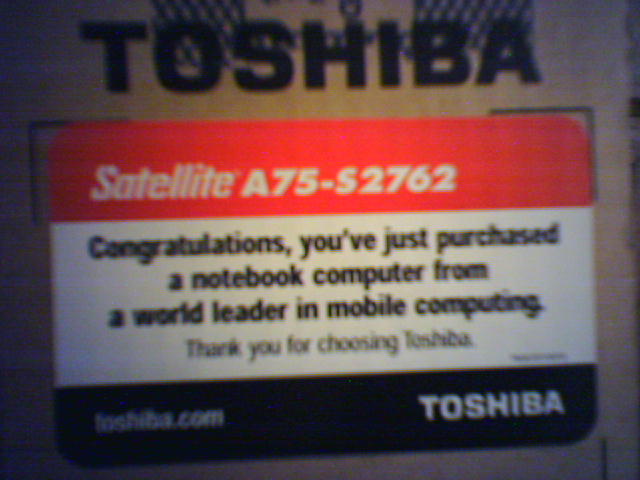 TOSHIBA
Satellite A75-S2762
Congratulations, you've just purchased
a notebook computer from
a world leader in mobile computing.
Thank you for choosing Toshiba.
toshiba.com
TOSHIBA